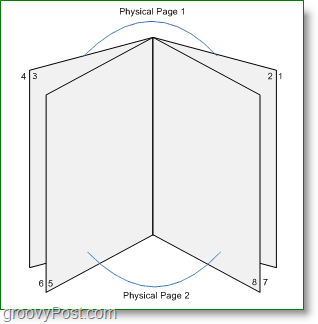 Physical Page 1
4 3 2 1
6 5 8 7
Physical Page 2
groovyPost.com